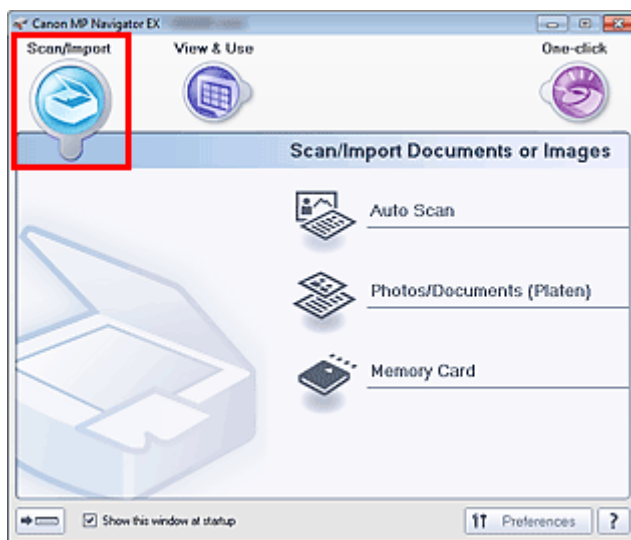 Canon MP Navigator EX
Scan/Import View & Use One-click
Scan/Import Documents or Images
Auto Scan
Photos/Documents (Platen)
Memory Card
Show this window at startup Preferences ?